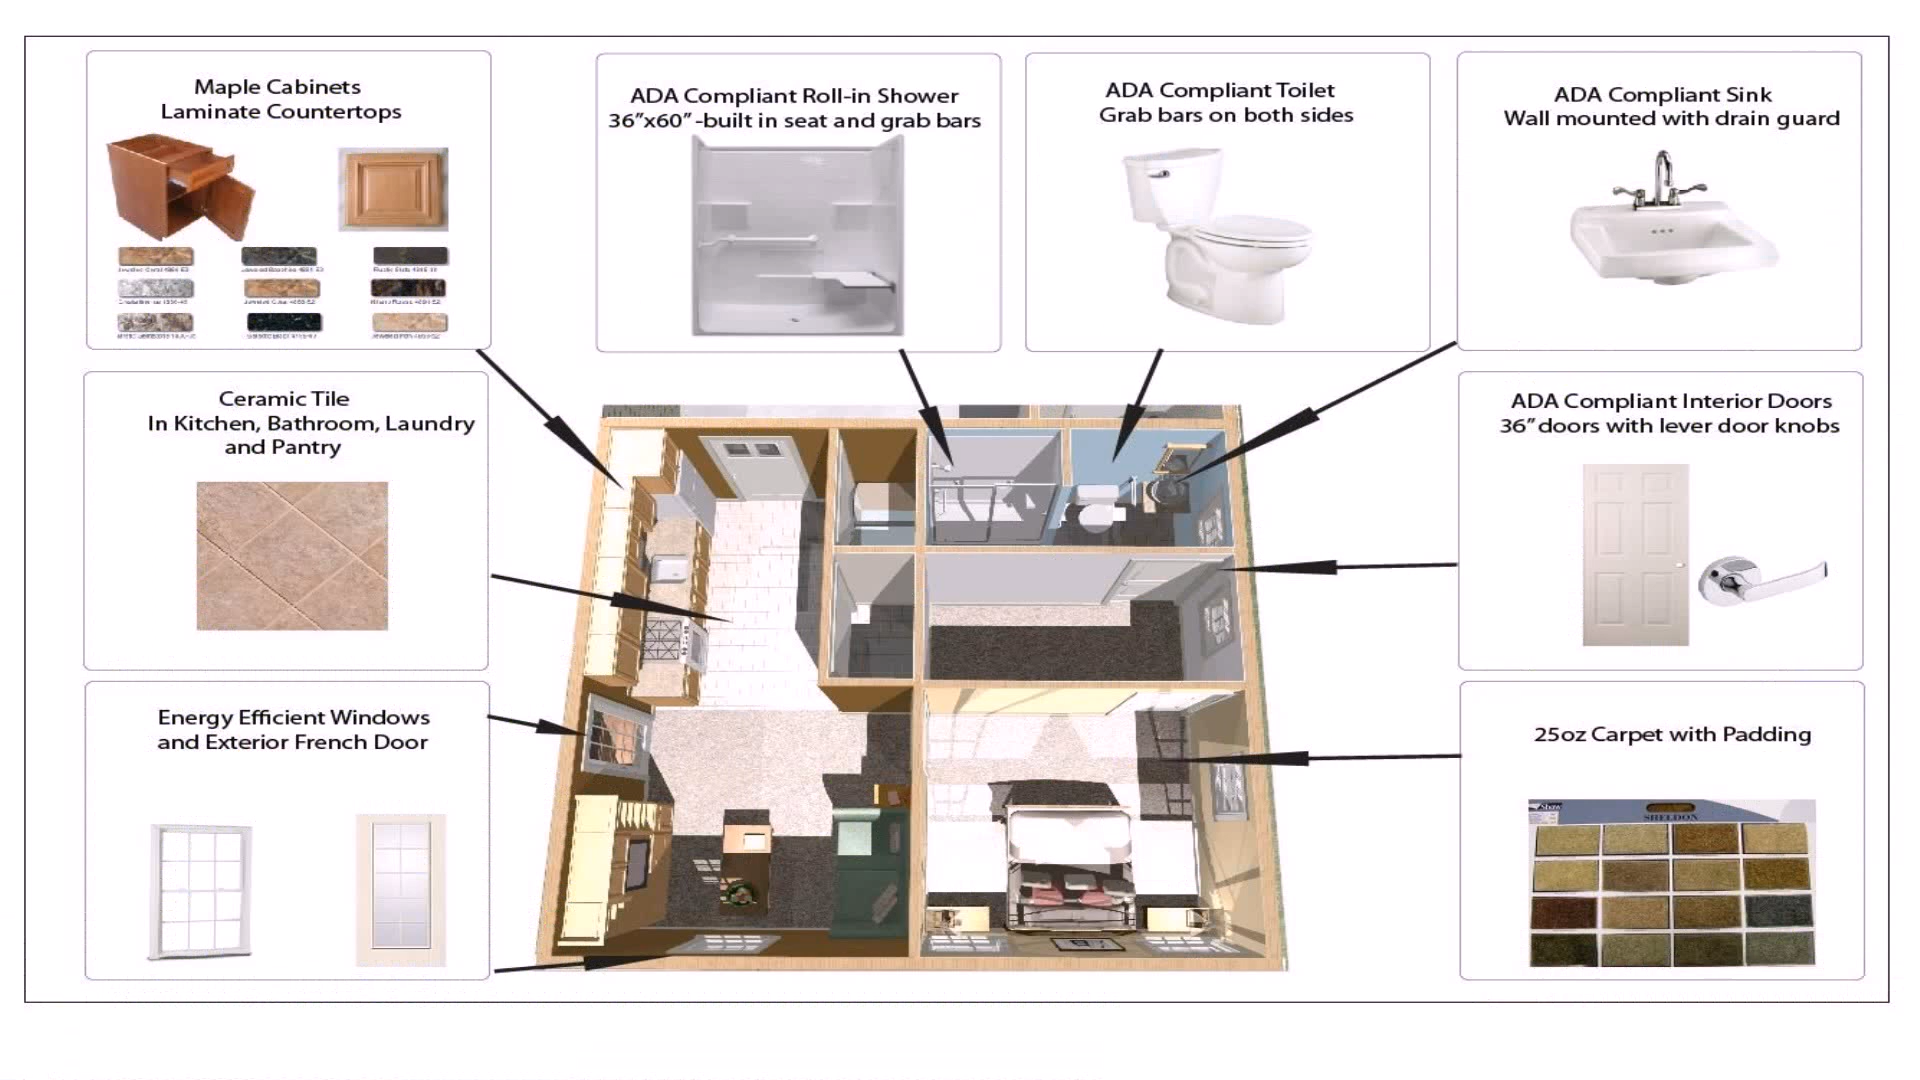 Maple Cabinets
Laminate Countertops
ADA Compliant Roll-in Shower
36”x60” -built in seat and grab bars
ADA Compliant Toilet
Grab bars on both sides
ADA Compliant Sink
Wall mounted with drain guard
Ceramic Tile
In Kitchen, Bathroom, Laundry
and Pantry
ADA Compliant Interior Doors
36” doors with lever door knobs
Energy Efficient Windows
and Exterior French Door
25oz Carpet with Padding
Shaw
SHELDON